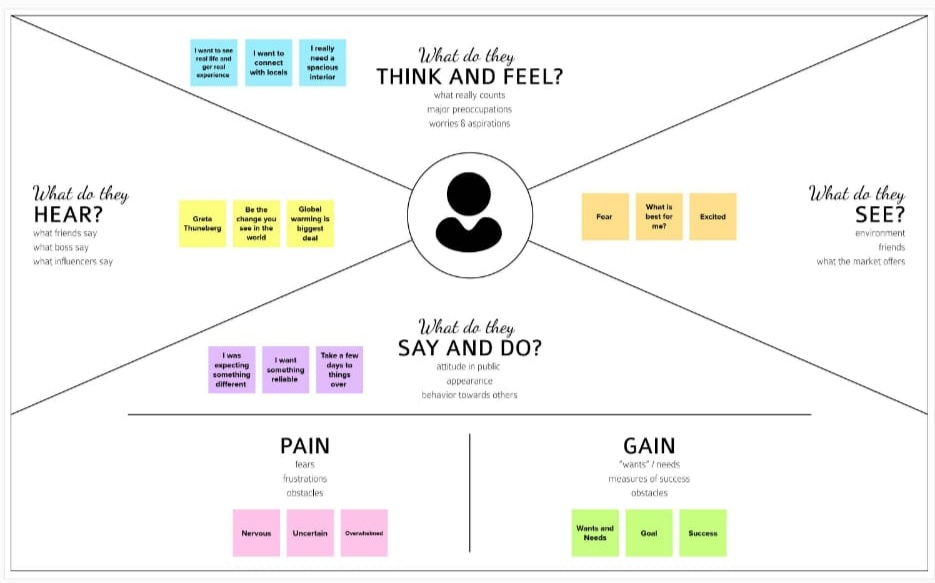 I want to see
real life and
ger real
experience
I want to
connect
with locals
I really
need a
spacious
interior
What do they
THINK AND FEEL?
what really counts
major preoccupations
worries & aspirations
What do they
HEAR?
what friends say
what boss say
what influencers say
Greta
Thuneberg
Be the
change you
see in the
world
Global
warming is
biggest
deal
Fear
What is
best for
me?
Excited
What do they
SEE?
environment
friends
what the market offers
What do they
SAY AND DO?
attitude in public
appearance
behavior towards others
I was
expecting
something
different
I want
something
reliable
Take a few
days to
things
over
PAIN
fears
frustrations
obstacles
Nervous
Uncertain
Overwhelmed
GAIN
"wants" / needs
measures of success
obstacles
Wants and
Needs
Goal
Success